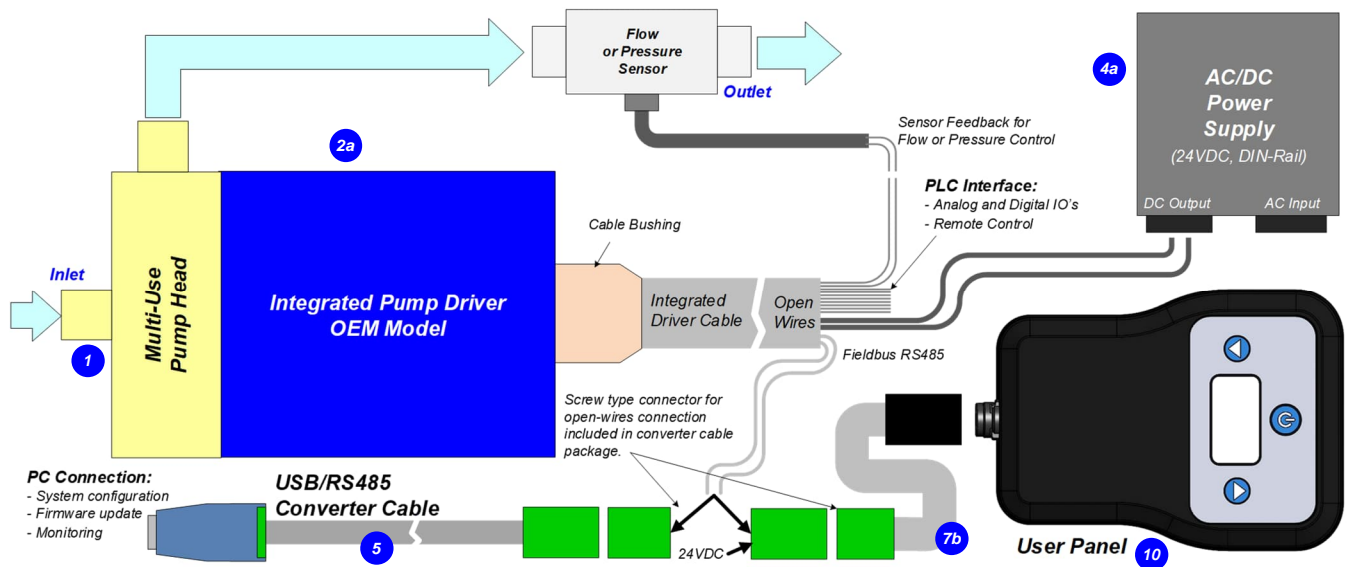 Flow
or Pressure
Sensor
Outlet
4a
AC/DC
Power
Supply
(24VDC, DIN-Rail)
DC Output
AC Input
2a
Sensor Feedback for
Flow or Pressure Control
PLC Interface:
- Analog and Digital IO's
- Remote Control
Cable Bushing
Inlet
1
Multi-Use
Pump Head
Integrated Pump Driver
OEM Model
Integrated
Driver Cable
Open
Wires
Fieldbus RS485
Screw type connector for
open-wires connection
included in converter cable
package.
PC Connection:
- System configuration
- Firmware update
- Monitoring
USB/RS485
Converter Cable
5
24VDC
7b
User Panel
10